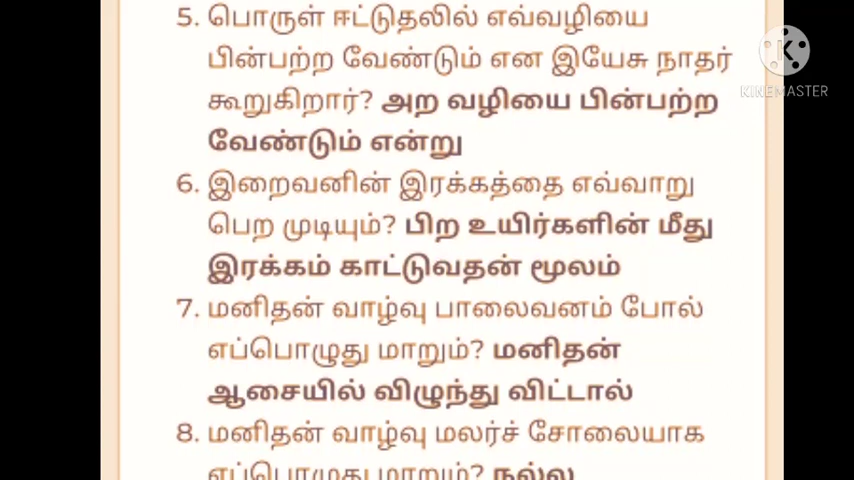 5. பொருள் ஈட்டுதலில் எவ்வழியை
பின்பற்ற வேண்டும் என இயேசு நாதர்
கூறுகிறார்? அற வழியை பின்பற்ற
வேண்டும் என்று
6. இறைவனின் இரக்கத்தை எவ்வாறு
பெற முடியும்? பிற உயிர்களின் மீது
இரக்கம் காட்டுவதன் மூலம்
7. மனிதன் வாழ்வு பாலைவனம் போல்
எப்பொழுது மாறும்? மனிதன்
ஆசையில் விழுந்து விட்டால்
8. மனிதன் வாழ்வு மலர்ச் சோலையாக
எப்பொழுது மாறும்? நல்ல
KINEMASTER